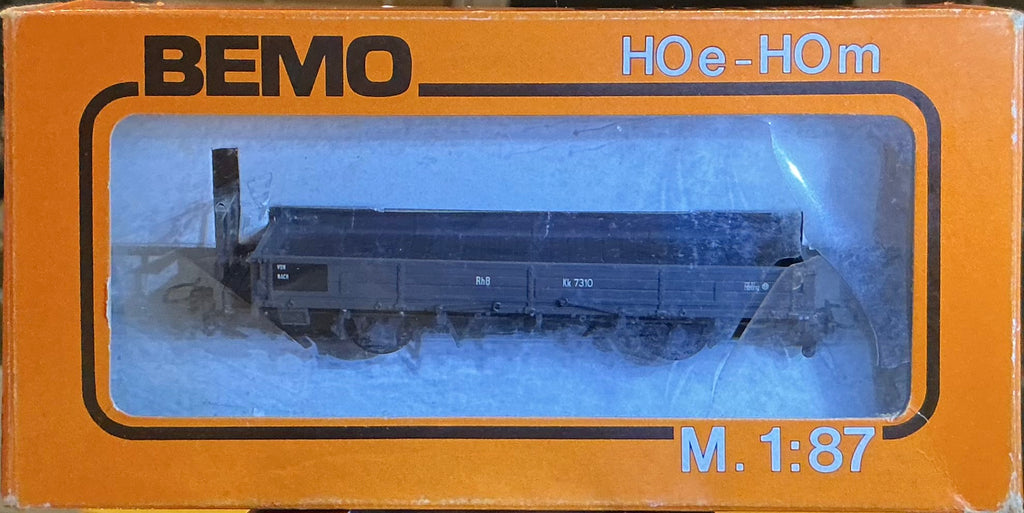 BEMO
HOe-HOm
VON
NACH
RhB
Kk 7310
M. 1:87